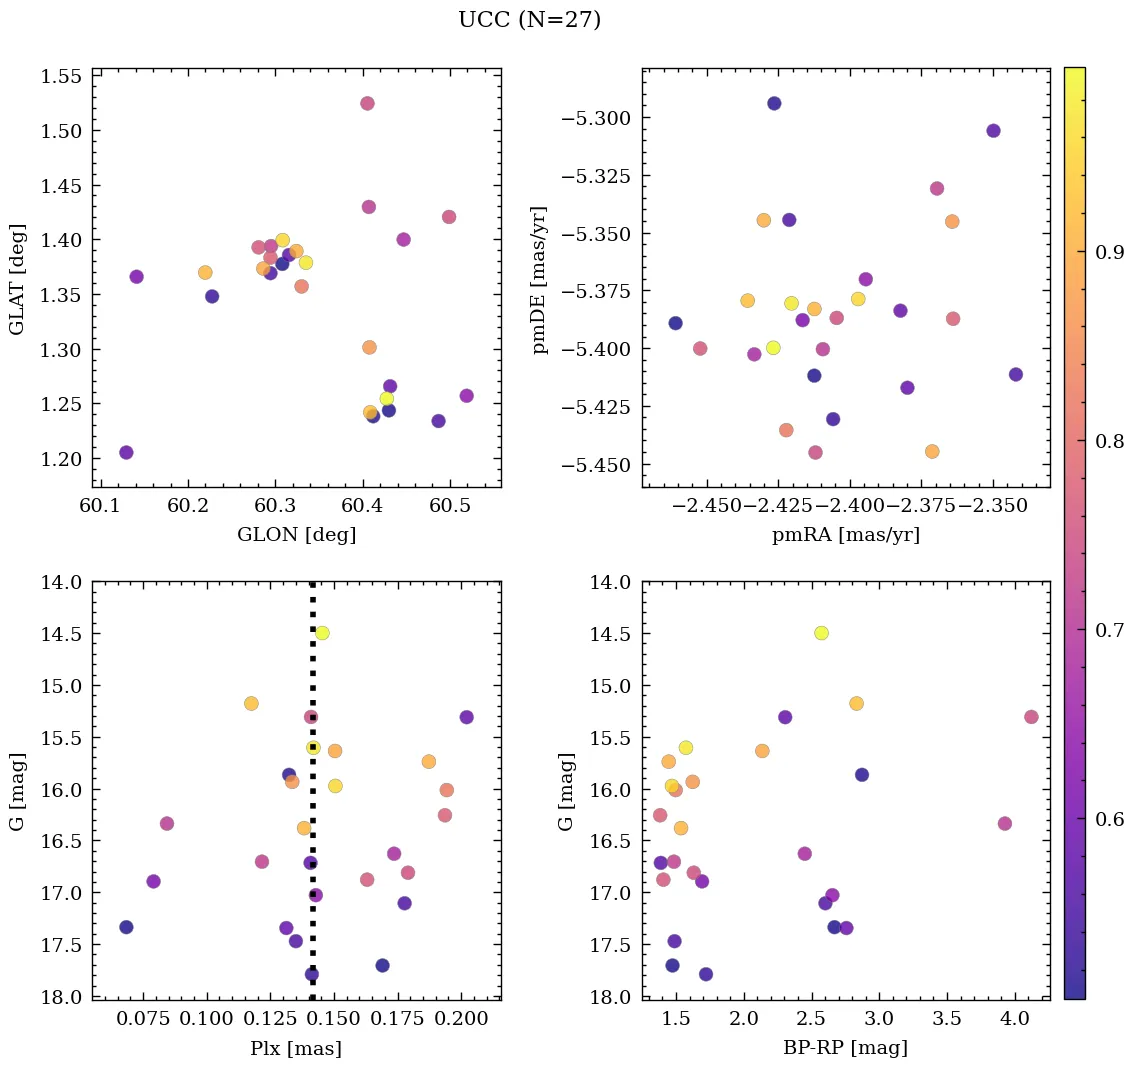 UCC (N=27)
1.55
1.50
1.45
1.40
1.35
1.30
1.25
1.20
GLAT [deg]
60.1 60.2 60.3 60.4 60.5
GLON [deg]
−5.300
−5.325
−5.350
−5.375
−5.400
−5.425
−5.450
pmDE [mas/yr]
−2.450 −2.425 −2.400 −2.375 −2.350
pmRA [mas/yr]
14.0
14.5
15.0
15.5
16.0
16.5
17.0
17.5
18.0
G [mag]
0.075 0.100 0.125 0.150 0.175 0.200
Plx [mas]
14.0
14.5
15.0
15.5
16.0
16.5
17.0
17.5
18.0
G [mag]
1.5 2.0 2.5 3.0 3.5 4.0
BP-RP [mag]
0.9
0.8
0.7
0.6